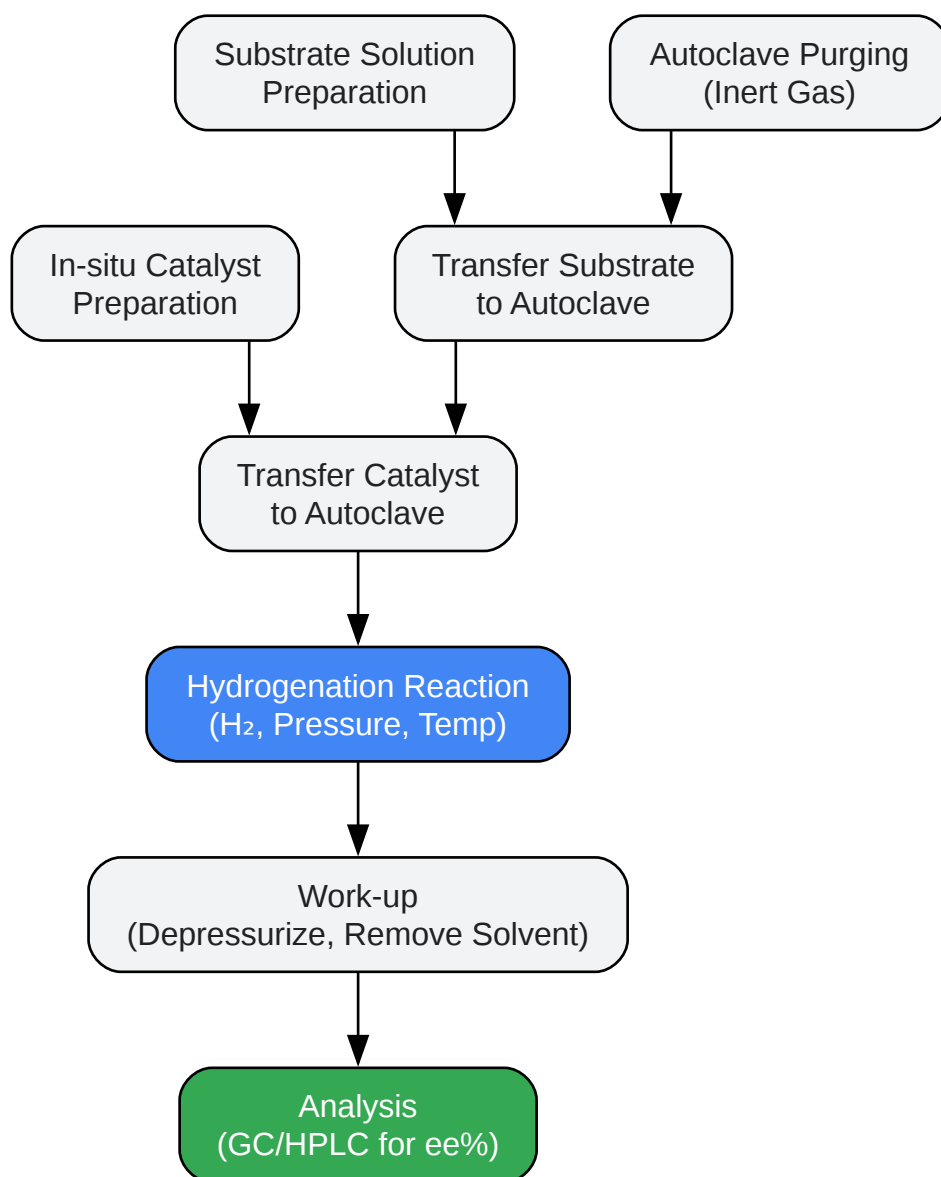 Substrate Solution
Preparation
Autoclave Purging
(Inert Gas)
In-situ Catalyst
Preparation
Transfer Substrate
to Autoclave
Transfer Catalyst
to Autoclave
Hydrogenation Reaction
(H₂, Pressure, Temp)
Work-up
(Depressurize, Remove Solvent)
Analysis
(GC/HPLC for ee%)